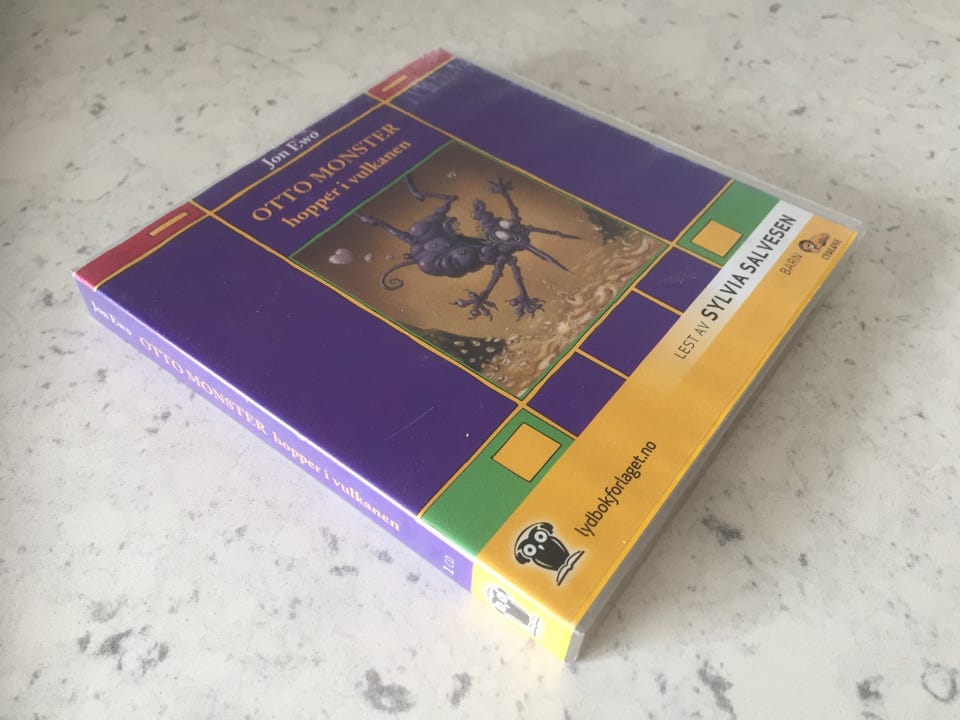 Jon Ewo
OTTO MONSTER
hopper i vulkanen
LEST AV SYLVIA SALVESEN
BARN
lydbokforlaget.no
Jon Ewo
OTTO MONSTER hopper i vulkanen
1 CD